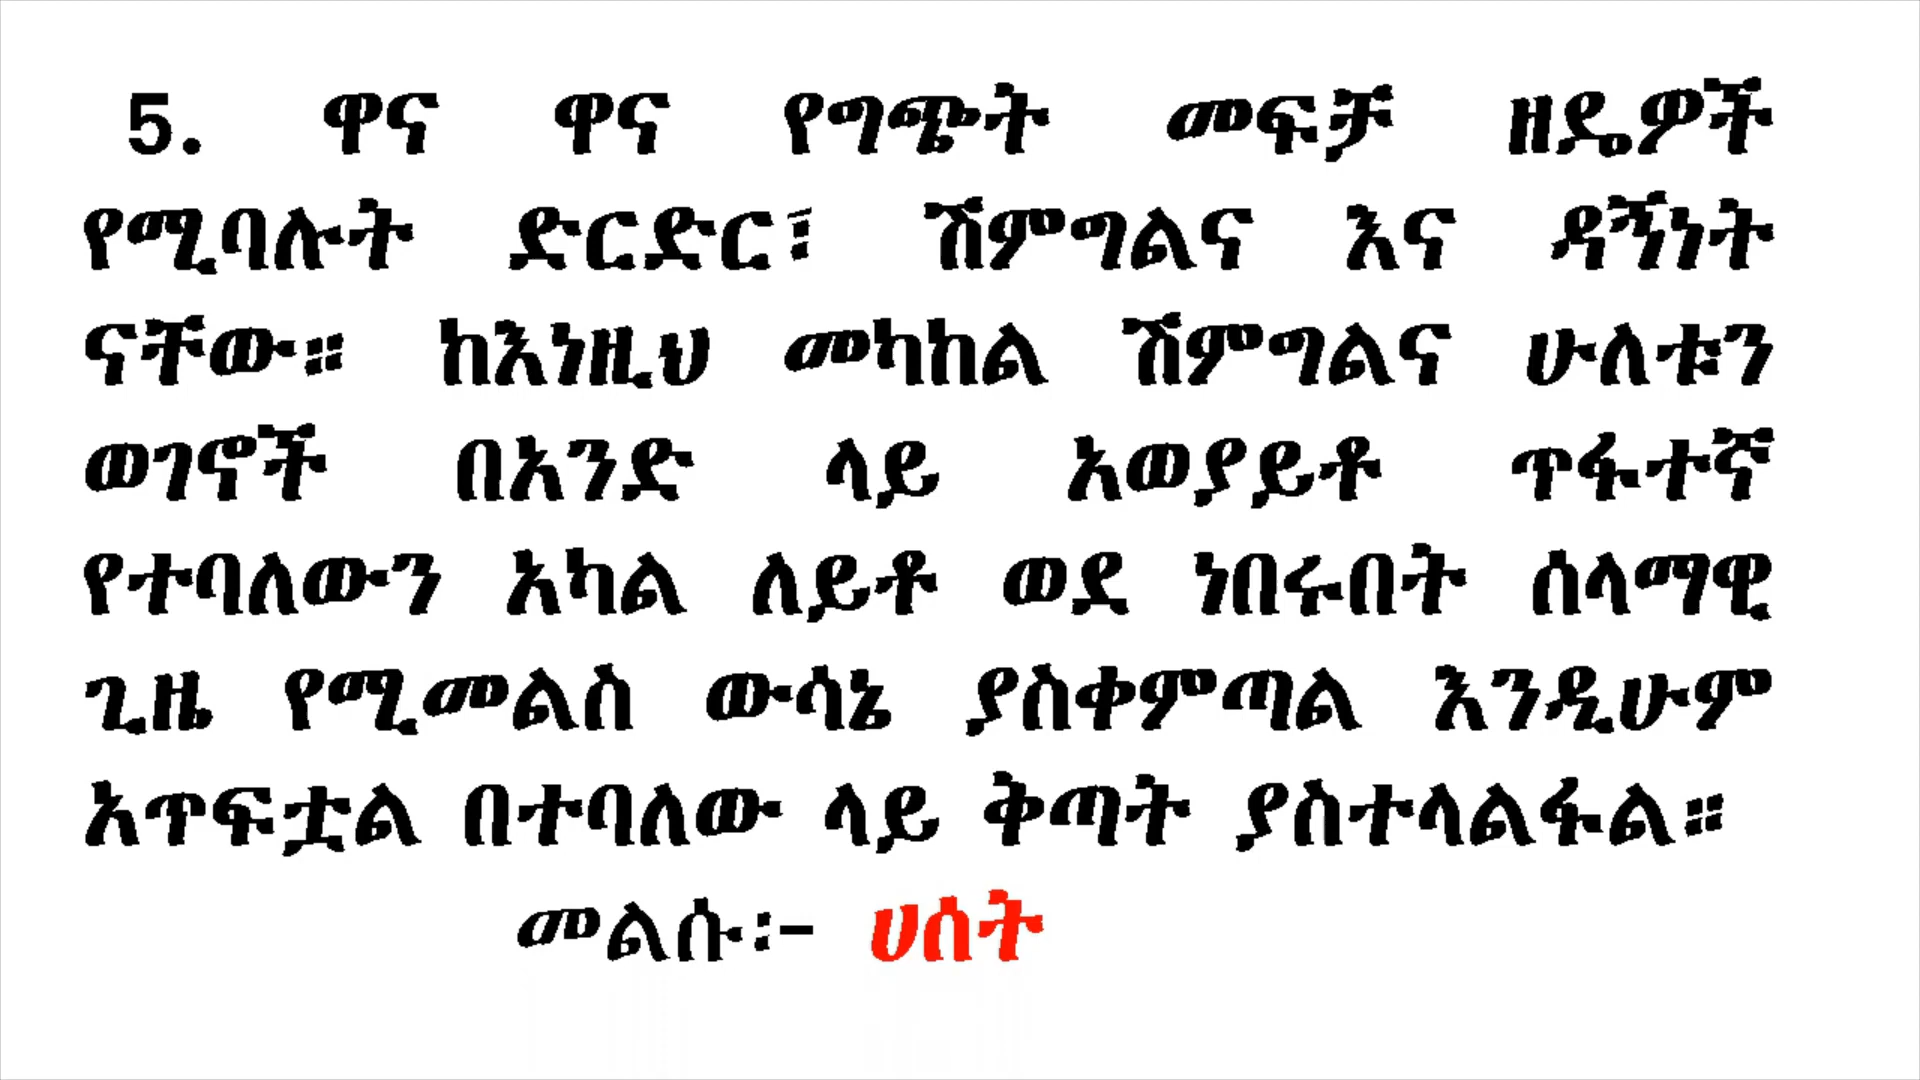 5. ዋና ዋና የግጭት መፍቻ ዘዴዎች
የሚባሉት ድርድር፣ ሽምግልና እና ዳኝነት
ናቸው። ከእነዚህ መካከል ሽምግልና ሁለቱን
ወገኖች በአንድ ላይ አወያይቶ ጥፋተኛ
የተባለውን አካል ለይቶ ወደ ነበሩበት ሰላማዊ
ጊዜ የሚመልስ ውሳኔ ያስቀምጣል እንዲሁም
አጥፍቷል በተባለው ላይ ቅጣት ያስተላልፋል።
መልሱ፡- ሀሰት